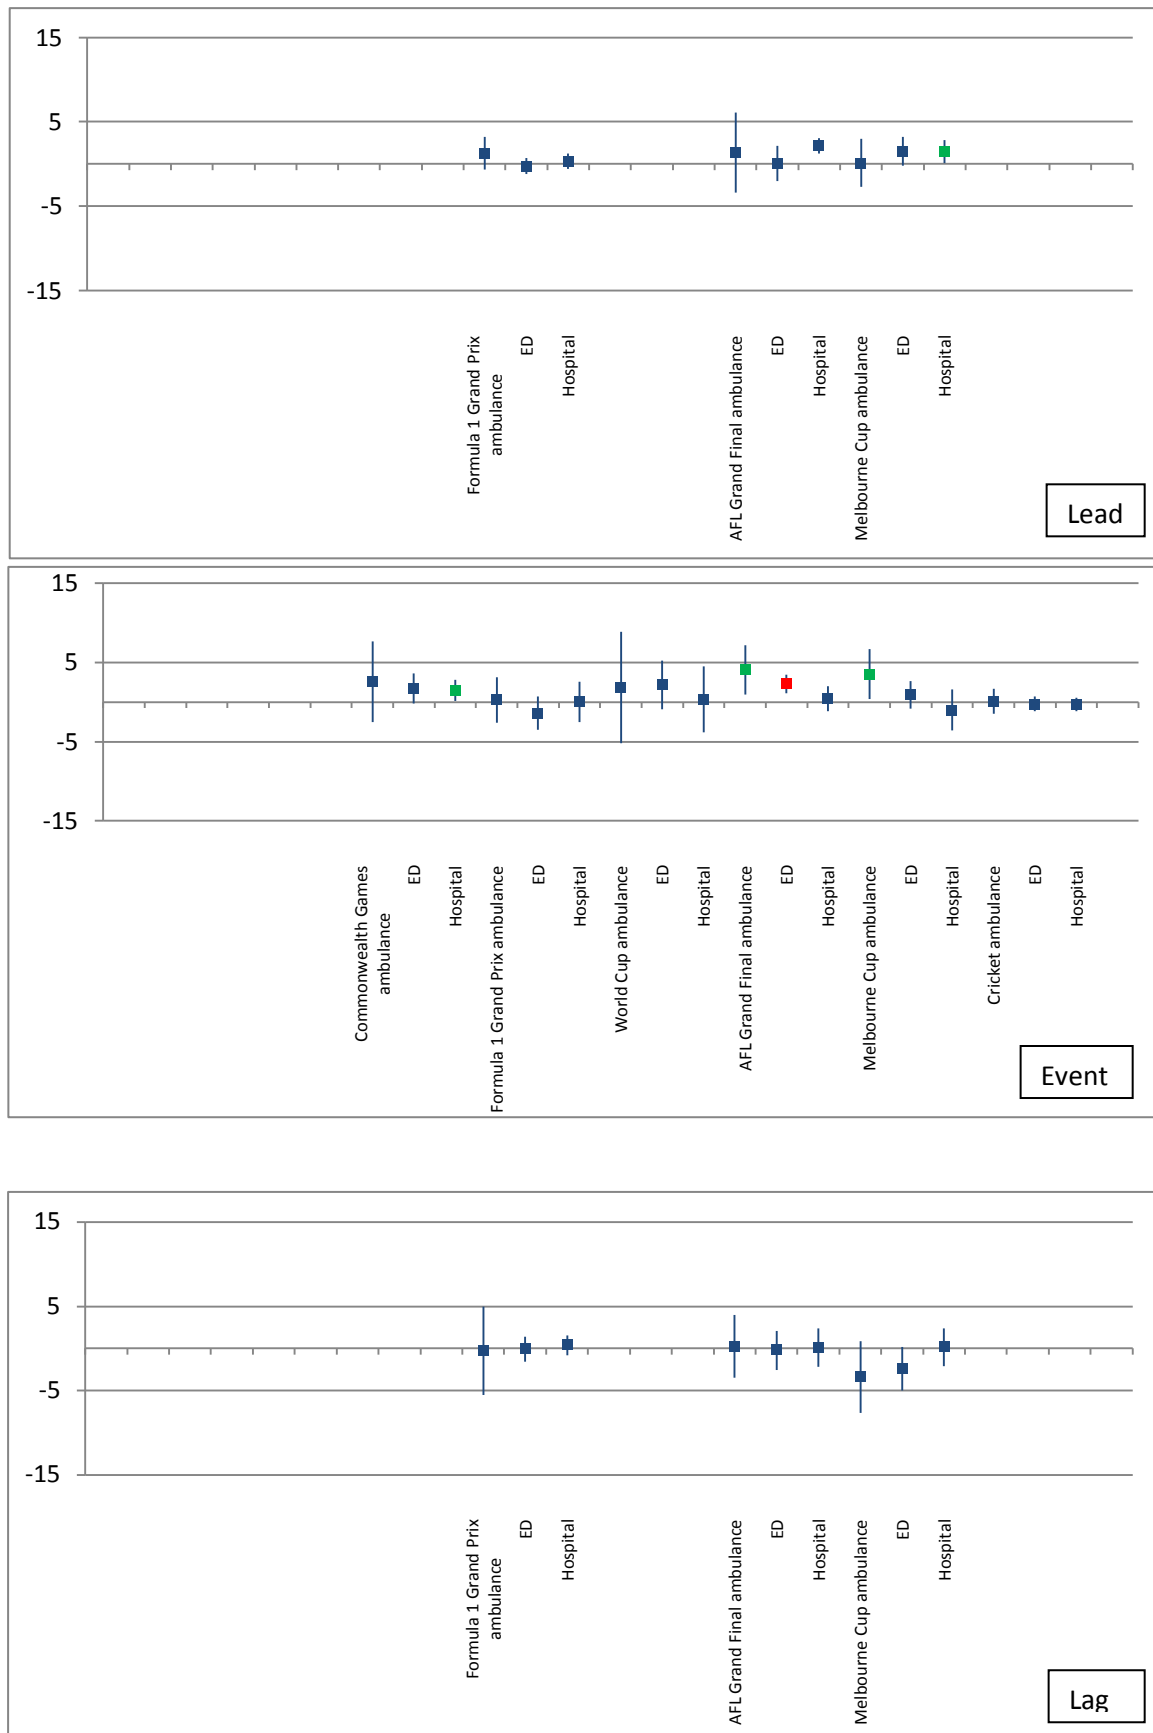 15
5
-5
-15
Formula 1 Grand Prix
ambulance
ED
Hospital
AFL Grand Final ambulance
ED
Hospital
Melbourne Cup ambulance
ED
Hospital
Lead
15
5
-5
-15
Commonwealth Games
ambulance
ED
Hospital
Formula 1 Grand Prix ambulance
ED
Hospital
World Cup ambulance
ED
Hospital
AFL Grand Final ambulance
ED
Hospital
Melbourne Cup ambulance
ED
Hospital
Cricket ambulance
ED
Hospital
Event
15
5
-5
-15
Formula 1 Grand Prix
ambulance
ED
Hospital
AFL Grand Final ambulance
ED
Hospital
Melbourne Cup ambulance
ED
Hospital
Lag